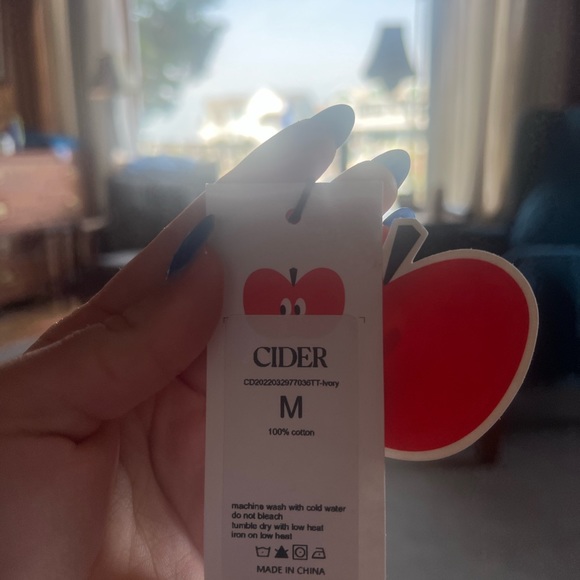 CIDER
CD2022032977036TT-Ivory
M
100% cotton
machine wash with cold water
do not bleach
tumble dry with low heat
iron on low heat
MADE IN CHINA